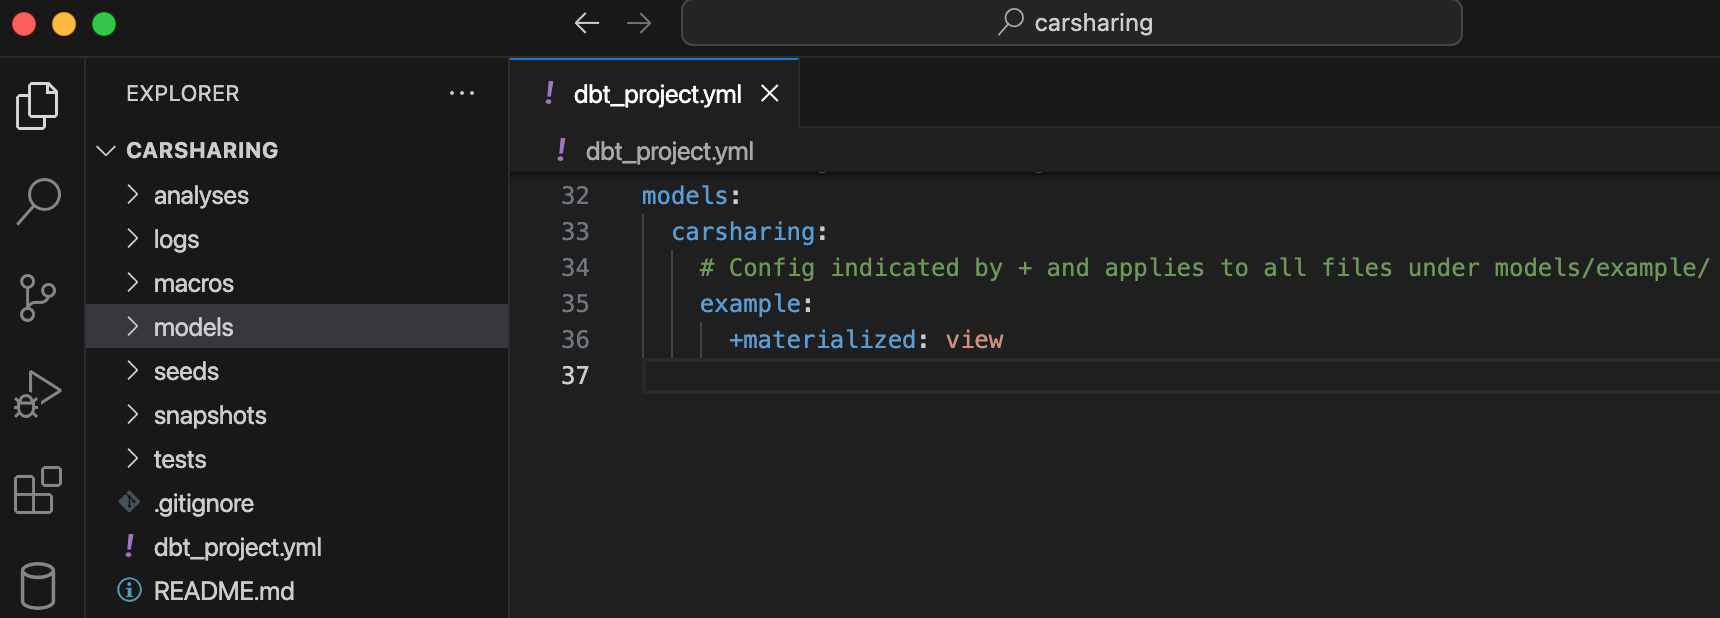 carsharing
EXPLORER
dbt_project.yml
CARSHARING
dbt_project.yml
analyses
logs
macros
models
seeds
snapshots
tests
.gitignore
dbt_project.yml
README.md
32 models:
33 carsharing:
34 # Config indicated by + and applies to all files under models/example/
35 example:
36 +materialized: view
37